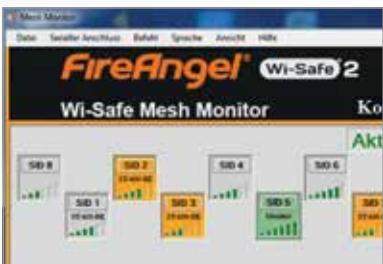 Mesh Monitor
Datei Serieller Anschluss Befehl Sprache Ansicht Hilfe
FireAngel Wi-Safe 2
Wi-Safe Mesh Monitor Ko
Akt
SID 8 SID 2 SID 4 SID 6
SID 1 SID 3 SID 5 SID